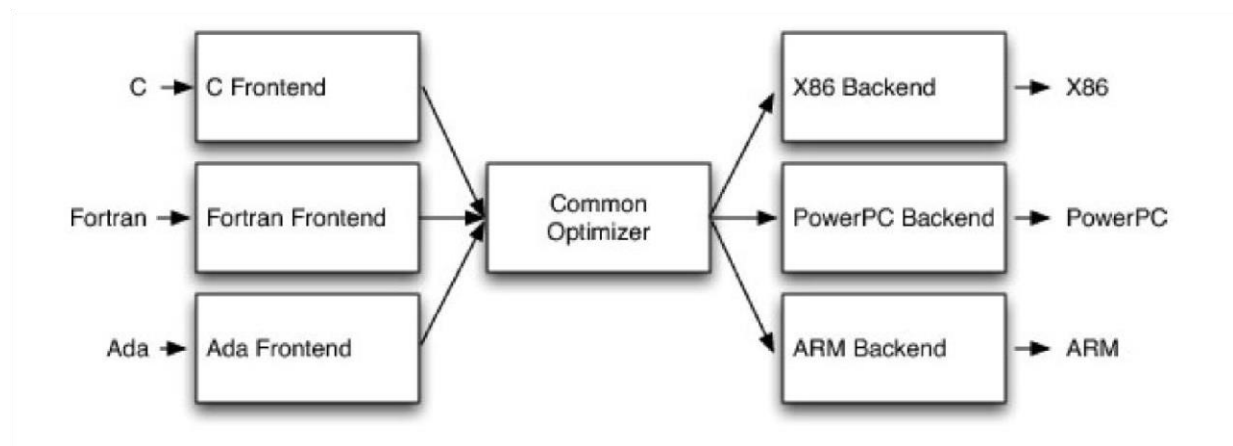 C
C Frontend
X86 Backend
X86
Fortran
Fortran Frontend
Common
Optimizer
PowerPC Backend
PowerPC
Ada
Ada Frontend
ARM Backend
ARM